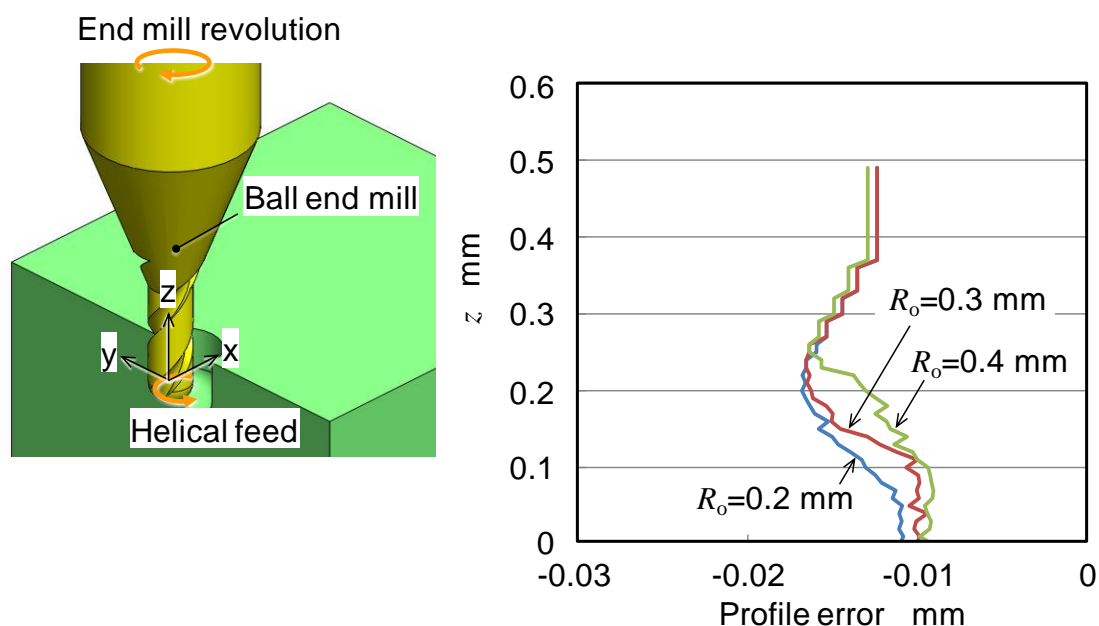 End mill revolution
Ball end mill
z
y
x
Helical feed
0.6
0.5
0.4
0.3
0.2
0.1
0
z mm
Rₒ=0.3 mm
Rₒ=0.4 mm
Rₒ=0.2 mm
-0.03
-0.02
-0.01
0
Profile error mm